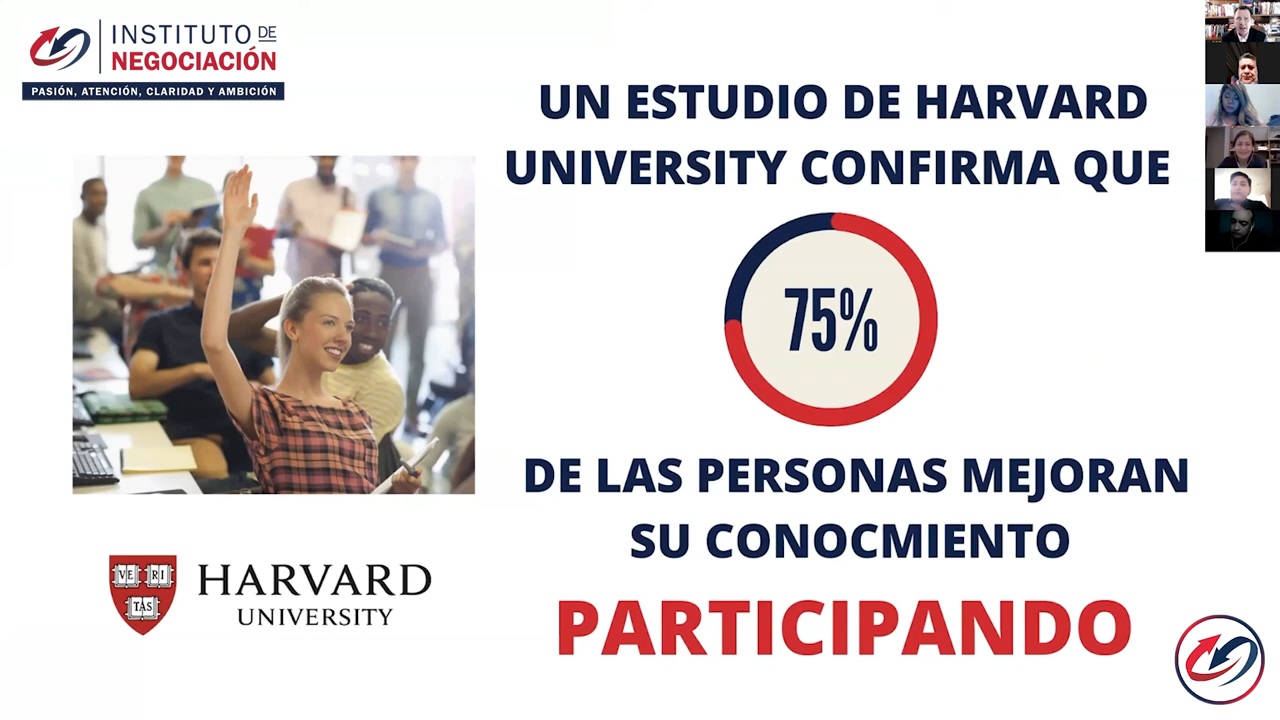 INSTITUTO DE
NEGOCIACIÓN
PASIÓN, ATENCIÓN, CLARIDAD Y AMBICIÓN
UN ESTUDIO DE HARVARD
UNIVERSITY CONFIRMA QUE
75%
DE LAS PERSONAS MEJORAN
SU CONOCMIENTO
PARTICIPANDO
VE RI
TAS
HARVARD
UNIVERSITY